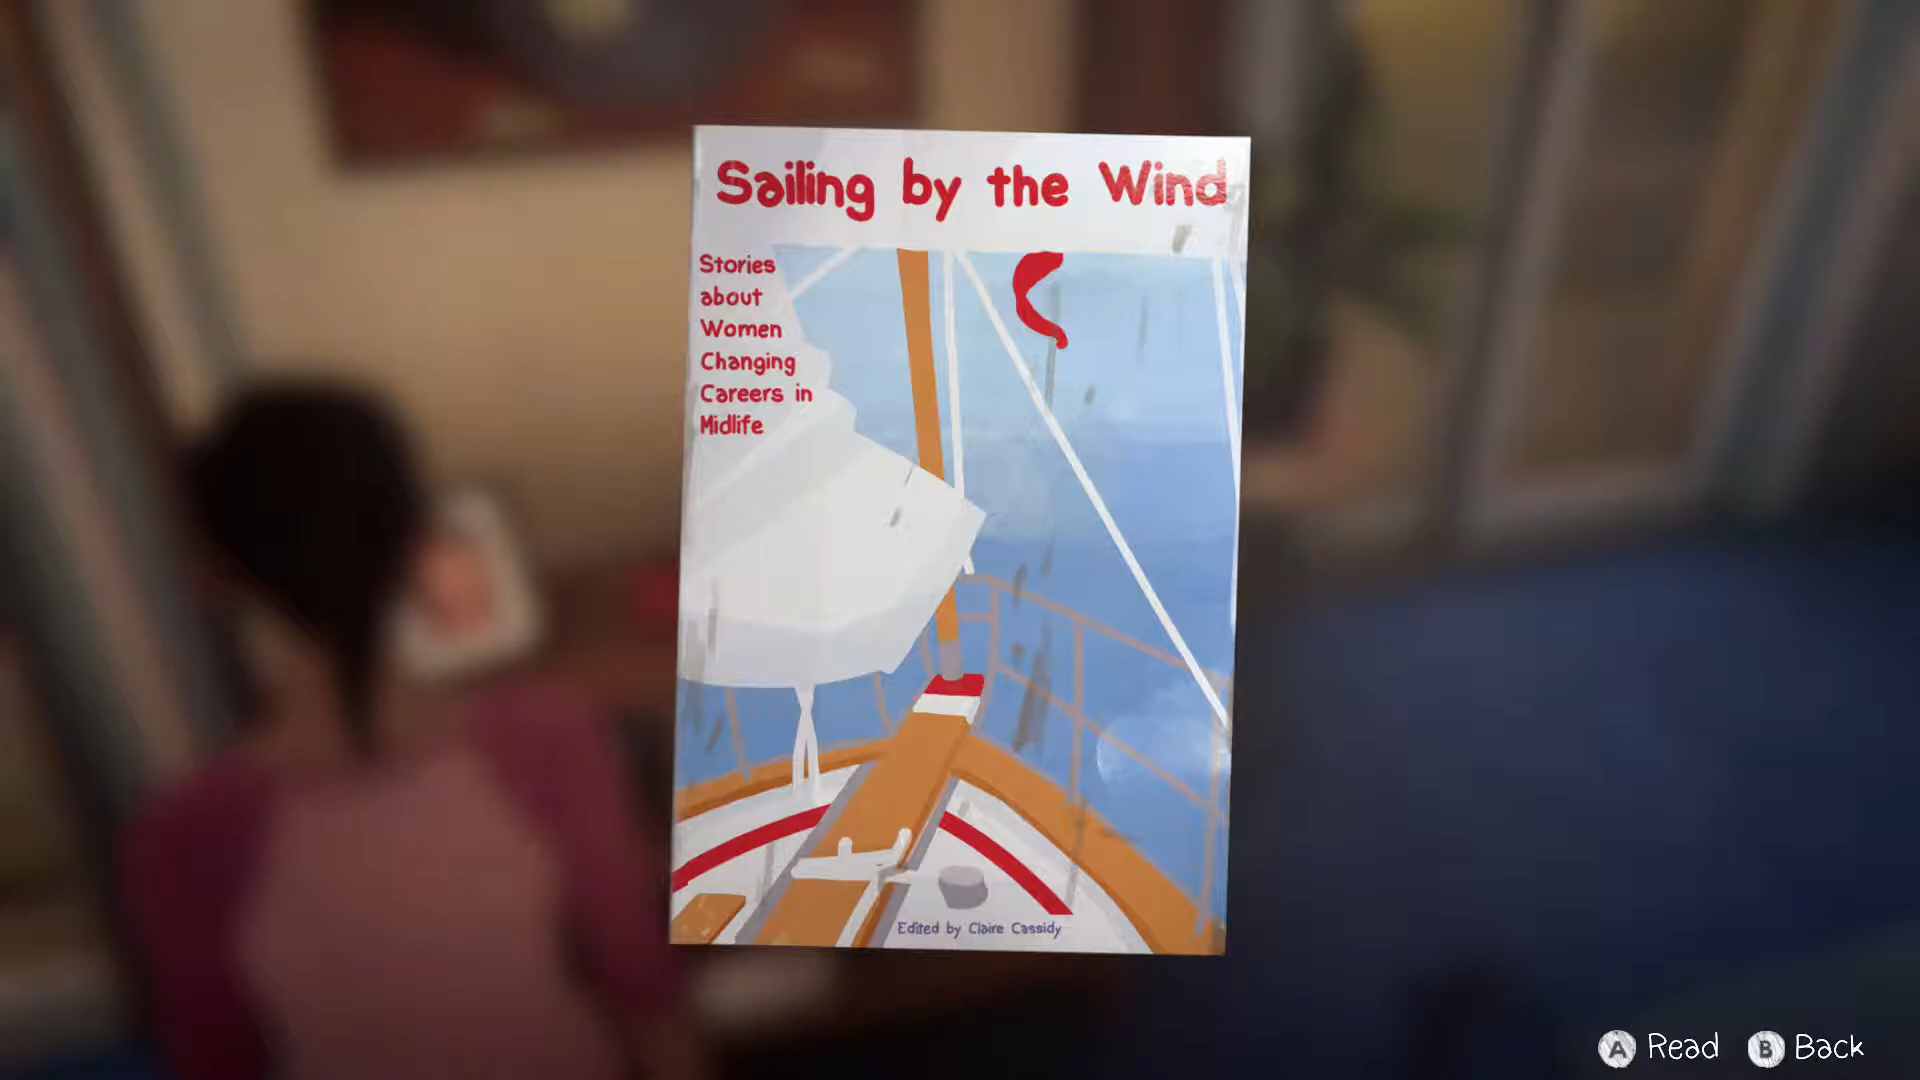 Sailing by the Wind
Stories
about
Women
Changing
Careers in
Midlife
Edited by Claire Cassidy
A Read B Back